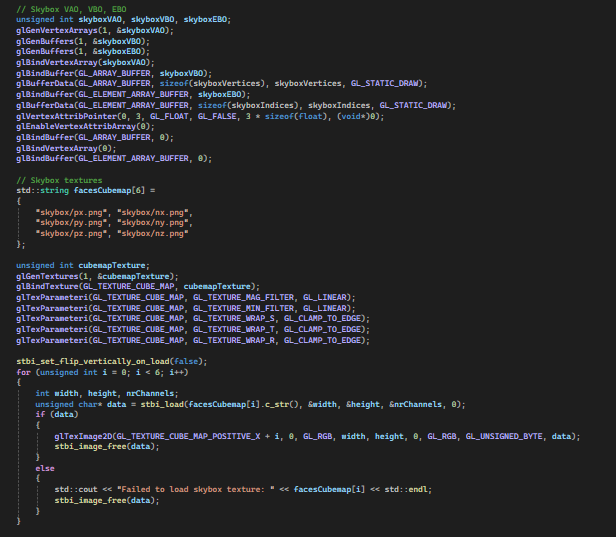 // Skybox VAO, VBO, EBO
unsigned int skyboxVAO, skyboxVBO, skyboxEBO;
glGenVertexArrays(1, &skyboxVAO);
glGenBuffers(1, &skyboxVBO);
glGenBuffers(1, &skyboxEBO);
glBindVertexArray(skyboxVAO);
glBindBuffer(GL_ARRAY_BUFFER, skyboxVBO);
glBufferData(GL_ARRAY_BUFFER, sizeof(skyboxVertices), skyboxVertices, GL_STATIC_DRAW);
glBindBuffer(GL_ELEMENT_ARRAY_BUFFER, skyboxEBO);
glBufferData(GL_ELEMENT_ARRAY_BUFFER, sizeof(skyboxIndices), skyboxIndices, GL_STATIC_DRAW);
glVertexAttribPointer(0, 3, GL_FLOAT, GL_FALSE, 3 * sizeof(float), (void*)0);
glEnableVertexAttribArray(0);
glBindBuffer(GL_ARRAY_BUFFER, 0);
glBindVertexArray(0);
glBindBuffer(GL_ELEMENT_ARRAY_BUFFER, 0);
// Skybox textures
std::string facesCubemap[6] =
{
"skybox/px.png", "skybox/nx.png",
"skybox/py.png", "skybox/ny.png",
"skybox/pz.png", "skybox/nz.png"
};
unsigned int cubemapTexture;
glGenTextures(1, &cubemapTexture);
glBindTexture(GL_TEXTURE_CUBE_MAP, cubemapTexture);
glTexParameteri(GL_TEXTURE_CUBE_MAP, GL_TEXTURE_MAG_FILTER, GL_LINEAR);
glTexParameteri(GL_TEXTURE_CUBE_MAP, GL_TEXTURE_MIN_FILTER, GL_LINEAR);
glTexParameteri(GL_TEXTURE_CUBE_MAP, GL_TEXTURE_WRAP_S, GL_CLAMP_TO_EDGE);
glTexParameteri(GL_TEXTURE_CUBE_MAP, GL_TEXTURE_WRAP_T, GL_CLAMP_TO_EDGE);
glTexParameteri(GL_TEXTURE_CUBE_MAP, GL_TEXTURE_WRAP_R, GL_CLAMP_TO_EDGE);
stbi_set_flip_vertically_on_load(false);
for (unsigned int i = 0; i < 6; i++)
{
int width, height, nrChannels;
unsigned char* data = stbi_load(facesCubemap[i].c_str(), &width, &height, &nrChannels, 0);
if (data)
{
glTexImage2D(GL_TEXTURE_CUBE_MAP_POSITIVE_X + i, 0, GL_RGB, width, height, 0, GL_RGB, GL_UNSIGNED_BYTE, data);
stbi_image_free(data);
}
else
{
std::cout << "Failed to load skybox texture: " << facesCubemap[i] << std::endl;
stbi_image_free(data);
}
}